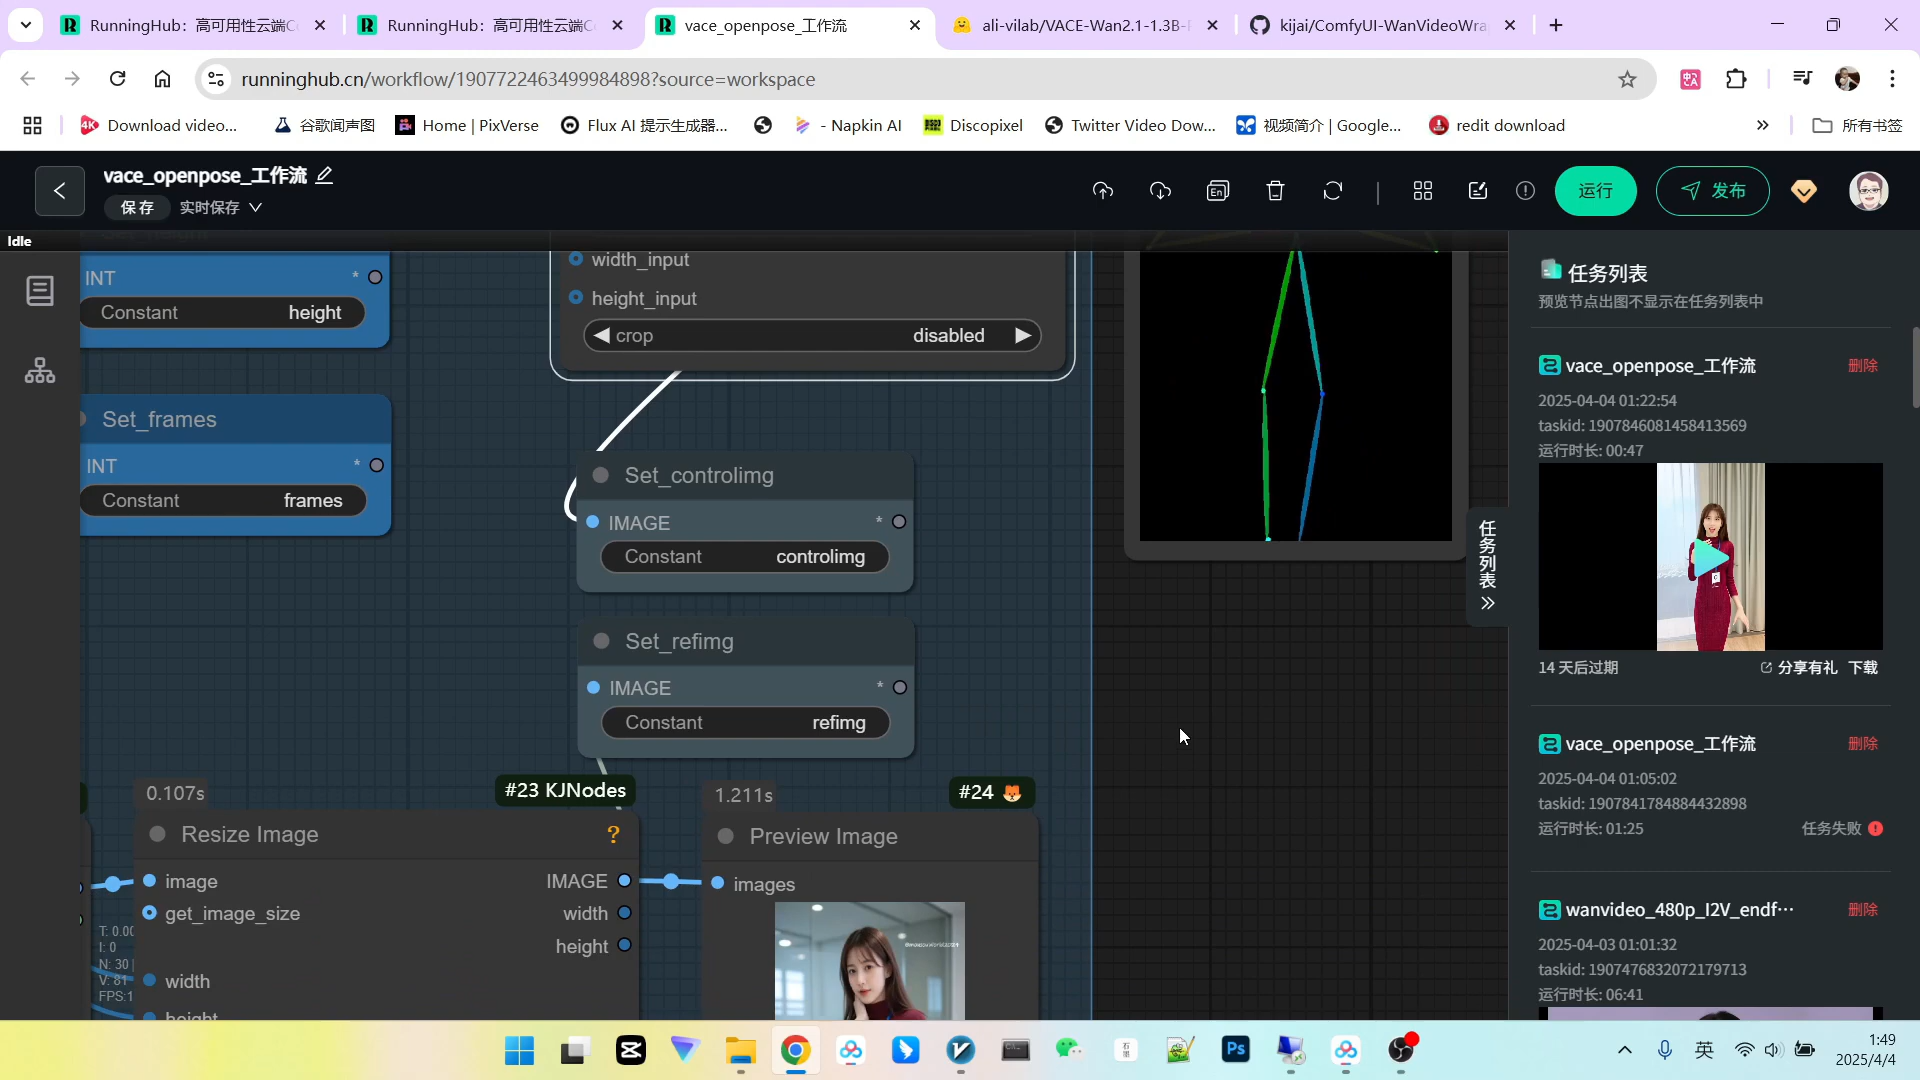 RunningHub：高可用性云端C
RunningHub：高可用性云端C
vace_openpose_工作流
ali-vilab/VACE-Wan2.1-1.3B-P
kijai/ComfyUI-WanVideoWra
runninghub.cn/workflow/1907722463499984898?source=workspace
Download video...
谷歌闻声图
Home | PixVerse
Flux AI 提示生成器...
- Napkin AI
Discopixel
Twitter Video Dow...
视频简介 | Google...
redit download
所有书签
vace_openpose_工作流
保存
实时保存
En
运行
发布
Idle
INT
*
Constant
height
Set_frames
INT
*
Constant
frames
width_input
height_input
crop
disabled
Set_controlimg
IMAGE
*
Constant
controlimg
Set_refimg
IMAGE
*
Constant
refimg
0.107s
#23 KJNodes
Resize Image
?
image
IMAGE
get_image_size
width
height
width
height
T: 0.00
I: 0
N: 30
V: 81
FPS:1
1.211s
#24
Preview Image
images
任务列表
任务列表
预览节点出图不显示在任务列表中
vace_openpose_工作流
删除
2025-04-04 01:22:54
taskid: 1907846081458413569
运行时长: 00:47
14 天后过期
分享有礼
下载
vace_openpose_工作流
删除
2025-04-04 01:05:02
taskid: 1907841784884432898
运行时长: 01:25
任务失败
wanvideo_480p_I2V_endf···
删除
2025-04-03 01:01:32
taskid: 1907476832072179713
运行时长: 06:41
Ps
英
1:49
2025/4/4